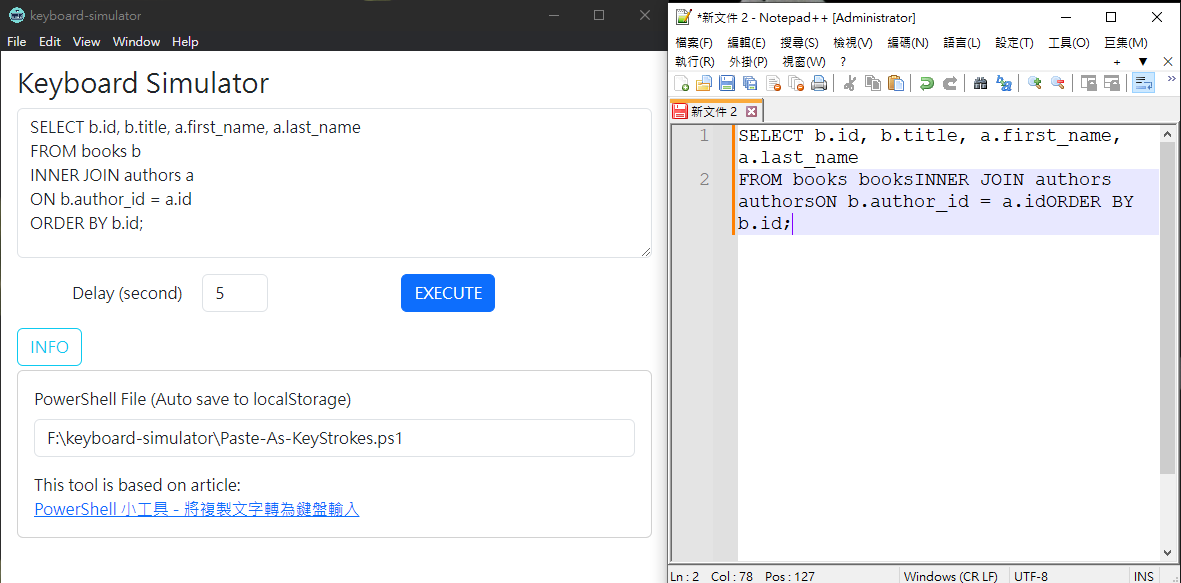 keyboard-simulator
File Edit View Window Help
Keyboard Simulator
SELECT b.id, b.title, a.first_name, a.last_name
FROM books b
INNER JOIN authors a
ON b.author_id = a.id
ORDER BY b.id;
Delay (second) 5 EXECUTE
INFO
PowerShell File (Auto save to localStorage)
F:\keyboard-simulator\Paste-As-KeyStrokes.ps1
This tool is based on article:
PowerShell 小工具 - 將複製文字轉為鍵盤輸入
*新文件 2 - Notepad++ [Administrator]
檔案(F) 編輯(E) 搜尋(S) 檢視(V) 編碼(N) 語言(L) 設定(T) 工具(O) 巨集(M)
執行(R) 外掛(P) 視窗(W) ? + ▼ X
新文件 2
1 SELECT b.id, b.title, a.first_name,
a.last_name
2 FROM books booksINNER JOIN authors
authorsON b.author_id = a.idORDER BY
b.id;
Ln : 2 Col : 78 Pos : 127 Windows (CR LF) UTF-8 INS